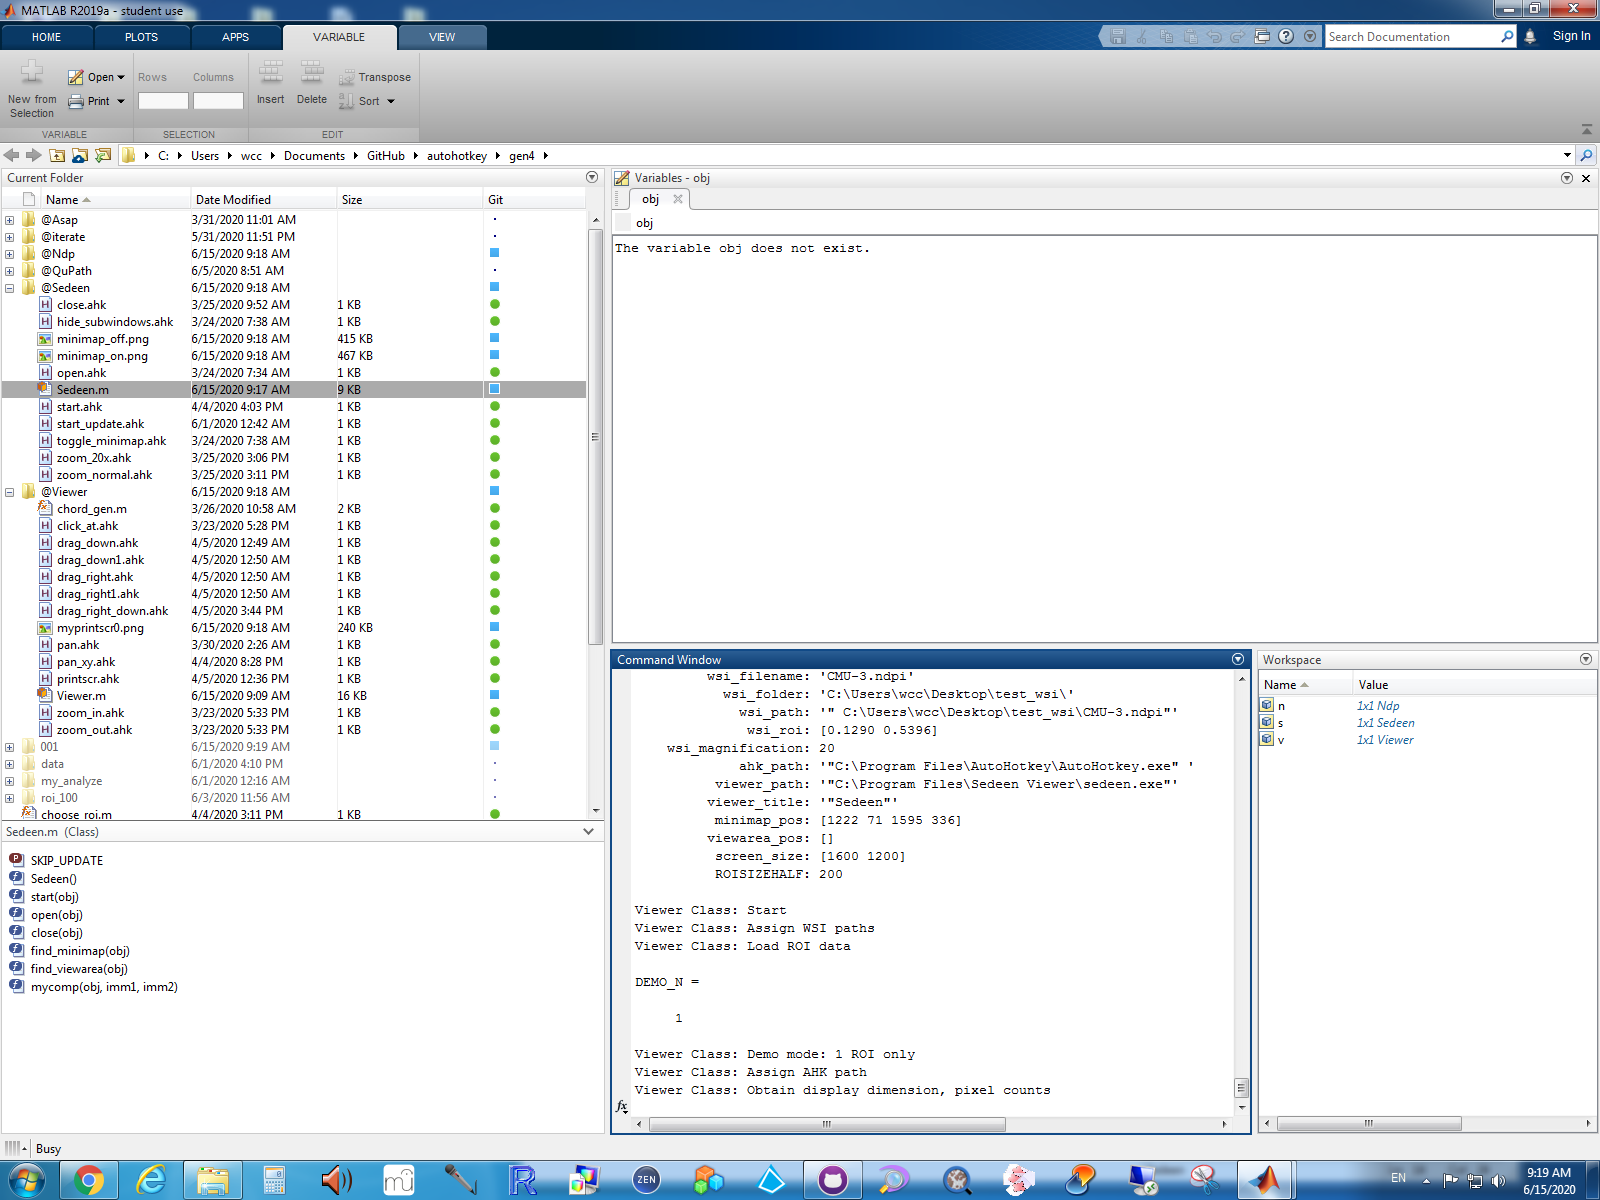 MATLAB R2019a - student use
HOME PLOTS APPS VARIABLE VIEW Search Documentation Sign In
New from Selection Open Print Rows Columns Insert Delete Transpose Sort
VARIABLE SELECTION EDIT
C: Users wcc Documents GitHub autohotkey gen4
Current Folder
Name Date Modified Size Git
@Asap 3/31/2020 11:01 AM
@iterate 5/31/2020 11:51 PM
@Ndp 6/15/2020 9:18 AM
@QuPath 6/5/2020 8:51 AM
@Sedeen 6/15/2020 9:18 AM
close.ahk 3/25/2020 9:52 AM 1 KB
hide_subwindows.ahk 3/24/2020 7:38 AM 1 KB
minimap_off.png 6/15/2020 9:18 AM 415 KB
minimap_on.png 6/15/2020 9:18 AM 467 KB
open.ahk 3/24/2020 7:34 AM 1 KB
Sedeen.m 6/15/2020 9:17 AM 9 KB
start.ahk 4/4/2020 4:03 PM 1 KB
start_update.ahk 6/1/2020 12:42 AM 1 KB
toggle_minimap.ahk 3/24/2020 7:38 AM 1 KB
zoom_20x.ahk 3/25/2020 3:06 PM 1 KB
zoom_normal.ahk 3/25/2020 3:11 PM 1 KB
@Viewer 6/15/2020 9:18 AM
chord_gen.m 3/26/2020 10:58 AM 2 KB
click_at.ahk 3/23/2020 5:28 PM 1 KB
drag_down.ahk 4/5/2020 12:49 AM 1 KB
drag_down1.ahk 4/5/2020 12:50 AM 1 KB
drag_right.ahk 4/5/2020 12:50 AM 1 KB
drag_right1.ahk 4/5/2020 12:50 AM 1 KB
drag_right_down.ahk 4/5/2020 3:44 PM 1 KB
myprintscr0.png 6/15/2020 9:18 AM 240 KB
pan.ahk 3/30/2020 2:26 AM 1 KB
pan_xy.ahk 4/4/2020 8:28 PM 1 KB
printscr.ahk 4/5/2020 12:36 AM 1 KB
Viewer.m 6/15/2020 9:09 AM 16 KB
zoom_in.ahk 3/23/2020 5:33 PM 1 KB
zoom_out.ahk 3/23/2020 5:33 PM 1 KB
001 6/15/2020 9:19 AM
data 6/1/2020 4:10 PM
my_analyze 6/1/2020 12:16 AM
roi_100 6/3/2020 11:56 AM
choose_roi.m 4/4/2020 3:11 PM 1 KB
Sedeen.m (Class)
SKIP_UPDATE
Sedeen()
start(obj)
open(obj)
close(obj)
find_minimap(obj)
find_viewarea(obj)
mycomp(obj, imm1, imm2)
Variables - obj
obj
obj
The variable obj does not exist.
Command Window
wsi_filename: 'CMU-3.ndpi'
wsi_folder: 'C:\Users\wcc\Desktop\test_wsi\'
wsi_path: '" C:\Users\wcc\Desktop\test_wsi\CMU-3.ndpi"'
wsi_roi: [0.1290 0.5396]
wsi_magnification: 20
ahk_path: '"C:\Program Files\AutoHotkey\AutoHotkey.exe" '
viewer_path: '"C:\Program Files\Sedeen Viewer\sedeen.exe"'
viewer_title: '"Sedeen"'
minimap_pos: [1222 71 1595 336]
viewarea_pos: []
screen_size: [1600 1200]
ROISIZEHALF: 200
Viewer Class: Start
Viewer Class: Assign WSI paths
Viewer Class: Load ROI data
DEMO_N =
1
Viewer Class: Demo mode: 1 ROI only
Viewer Class: Assign AHK path
Viewer Class: Obtain display dimension, pixel counts
fx
Workspace
Name Value
n 1x1 Ndp
s 1x1 Sedeen
v 1x1 Viewer
Busy
ZEN
EN
9:19 AM
6/15/2020